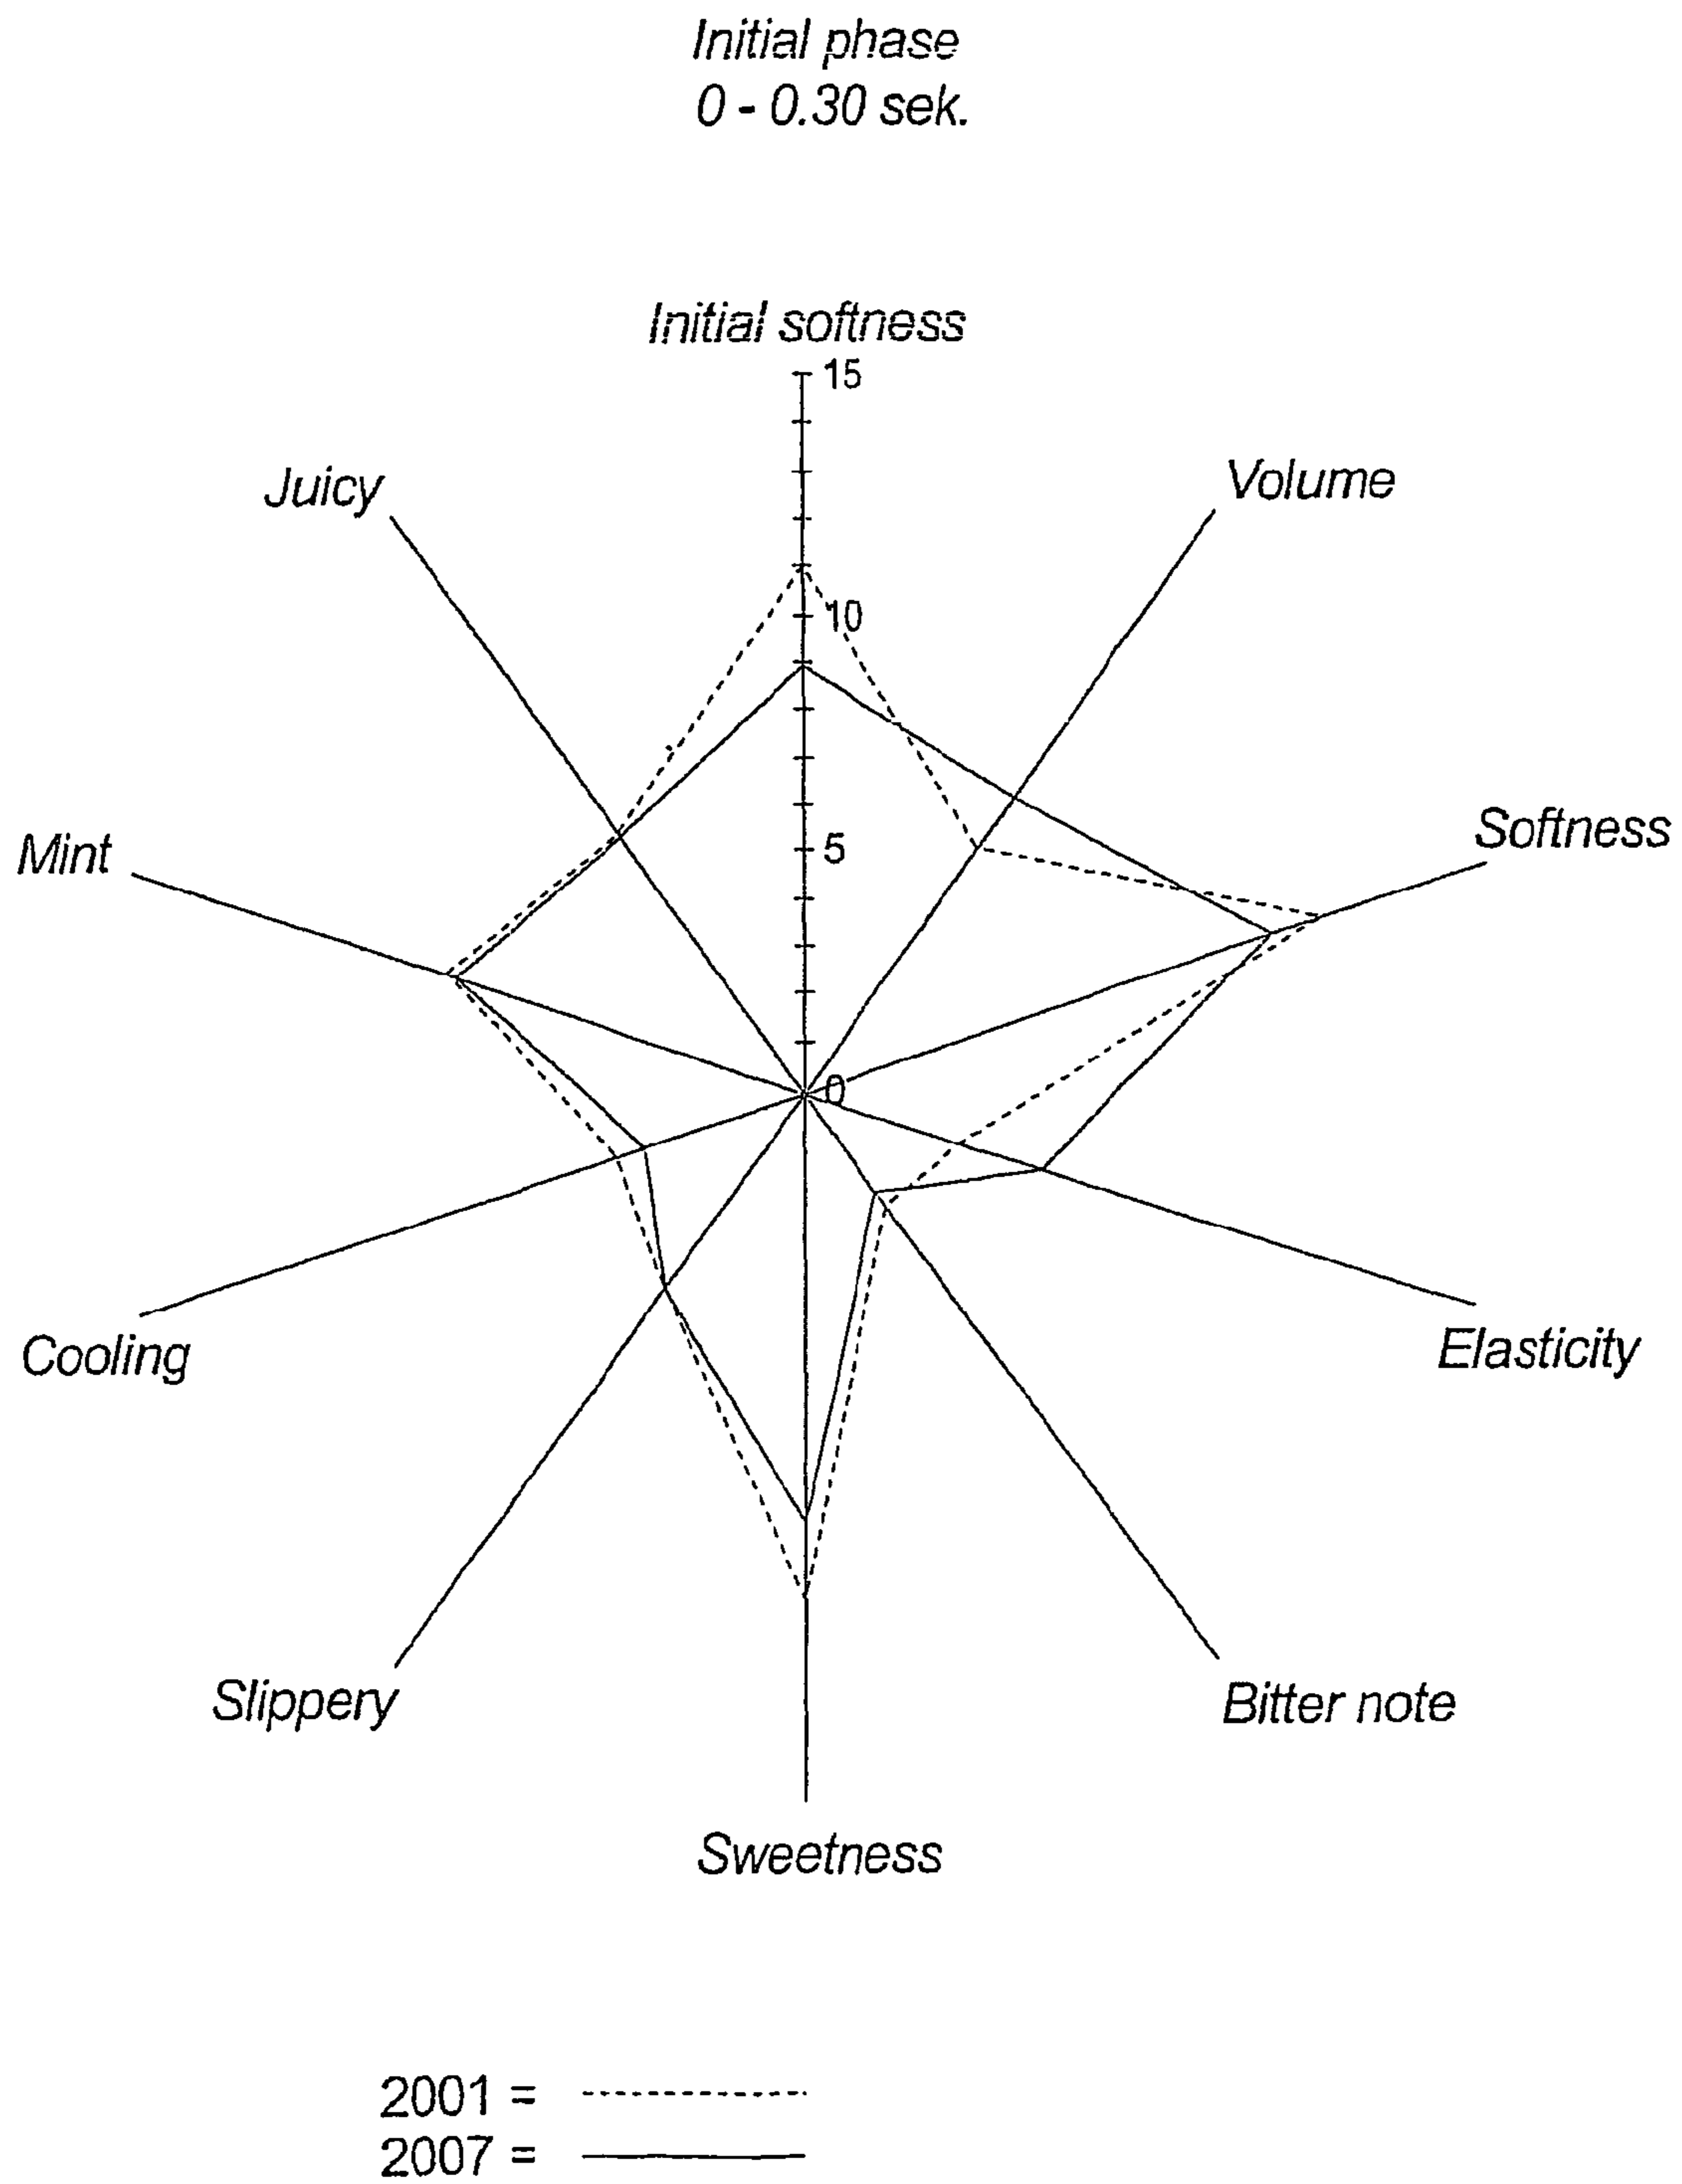 Initial phase
0 - 0.30 sek.
Initial softness
15
Juicy
Volume
10
Softness
5
Mint
0
Cooling
Elasticity
Slippery
Bitter note
Sweetness
2001 =
2007 =